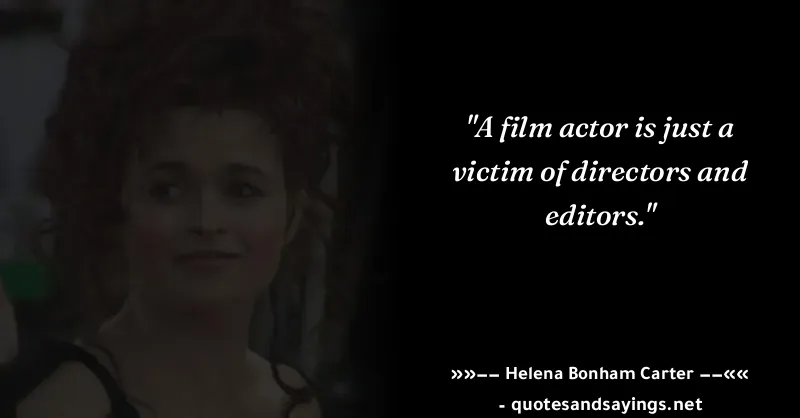 "A film actor is just a
victim of directors and
editors."
»»−− Helena Bonham Carter −−««
- quotesandsayings.net